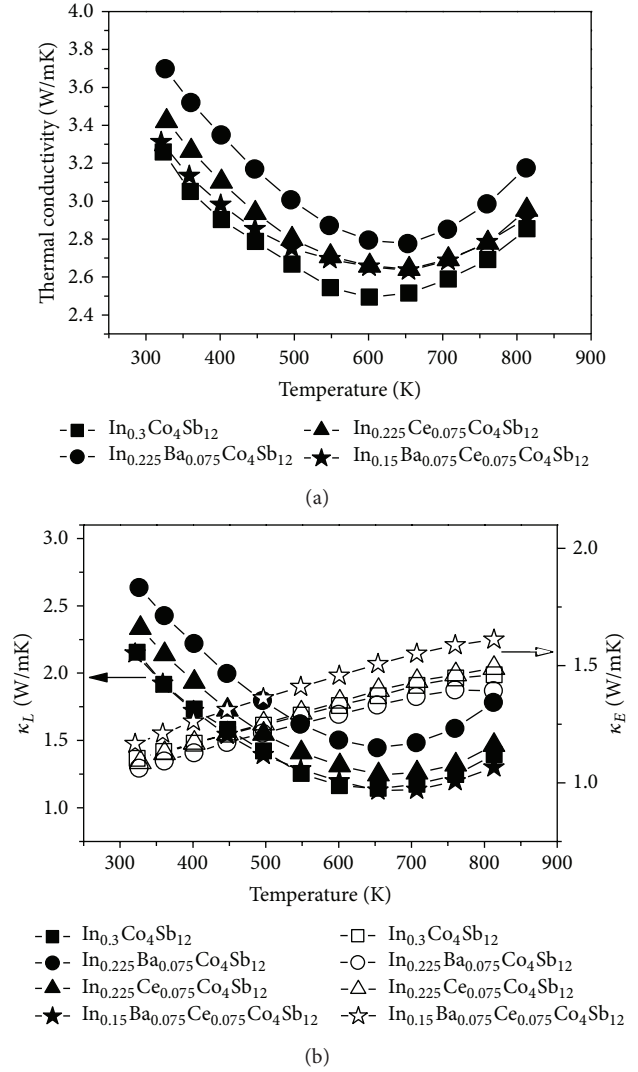 4.0
3.8
3.6
3.4
3.2
3.0
2.8
2.6
2.4
Thermal conductivity (W/mK)
300 400 500 600 700 800 900
Temperature (K)
In0.3Co4Sb12
In0.225Ce0.075Co4Sb12
In0.225Ba0.075Co4Sb12
In0.15Ba0.075Ce0.075Co4Sb12
(a)
3.0
2.5
2.0
1.5
1.0
κL (W/mK)
2.0
1.5
1.0
κE (W/mK)
300 400 500 600 700 800 900
Temperature (K)
In0.3Co4Sb12
In0.3Co4Sb12
In0.225Ba0.075Co4Sb12
In0.225Ba0.075Co4Sb12
In0.225Ce0.075Co4Sb12
In0.225Ce0.075Co4Sb12
In0.15Ba0.075Ce0.075Co4Sb12
In0.15Ba0.075Ce0.075Co4Sb12
(b)